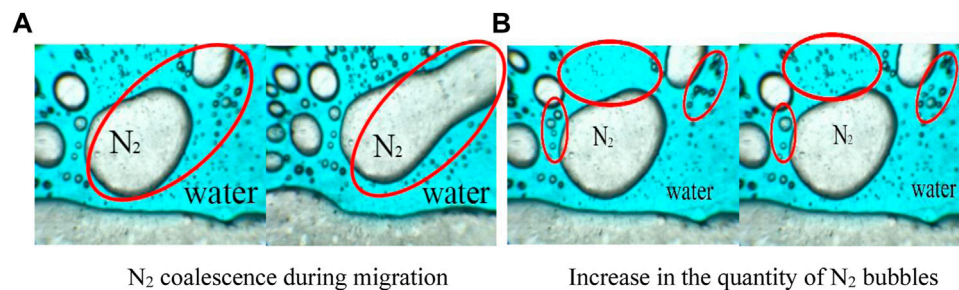 A
B
N₂
water
N₂
water
N₂
water
N₂
water
N₂ coalescence during migration
Increase in the quantity of N₂ bubbles